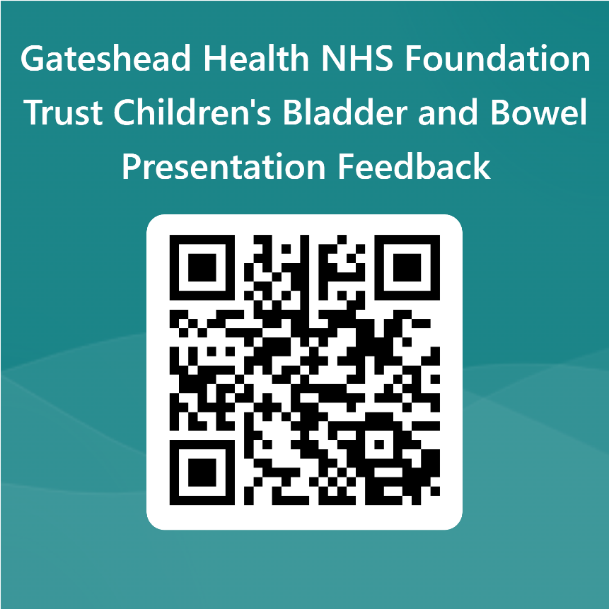 Gateshead Health NHS Foundation
Trust Children's Bladder and Bowel
Presentation Feedback